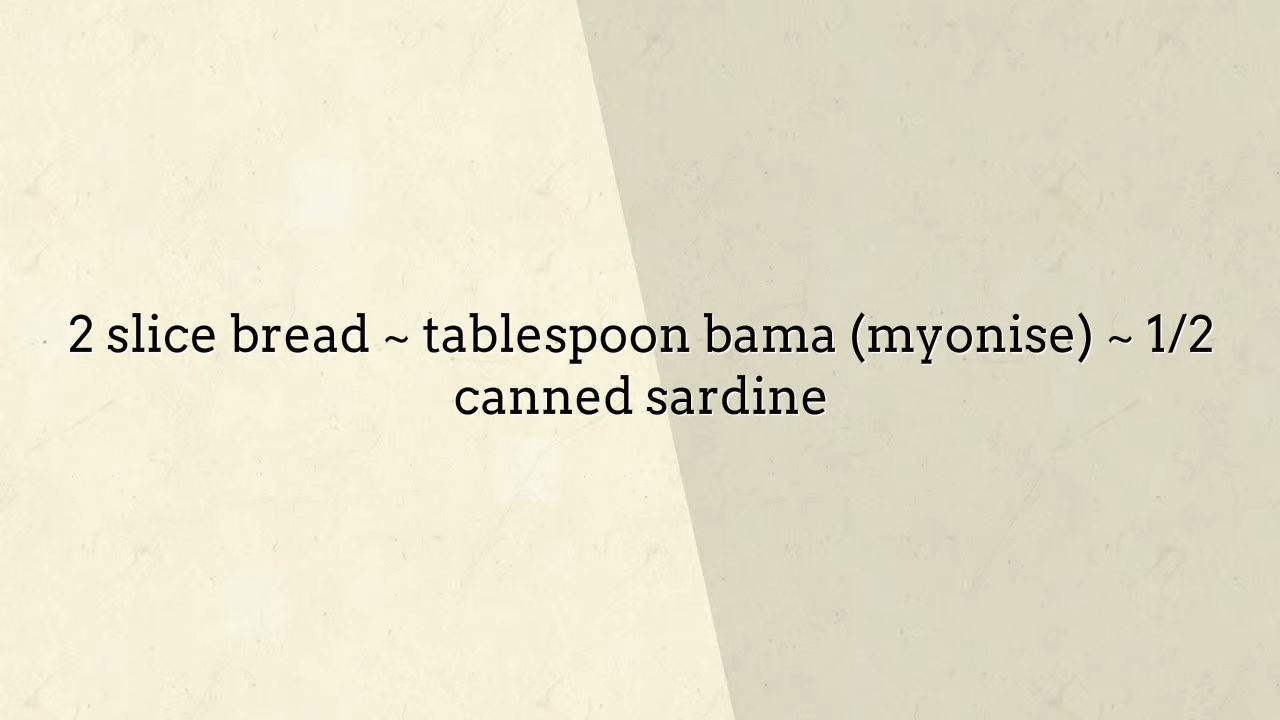 2 slice bread ~ tablespoon bama (myonise) ~ 1/2
canned sardine